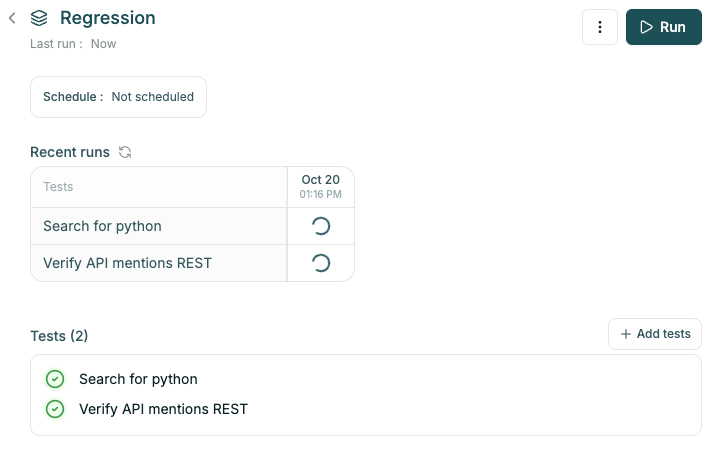 Regression
Last run : Now
Run
Schedule : Not scheduled
Recent runs
Tests
Oct 20
01:16 PM
Search for python
Verify API mentions REST
Tests (2)
Add tests
Search for python
Verify API mentions REST